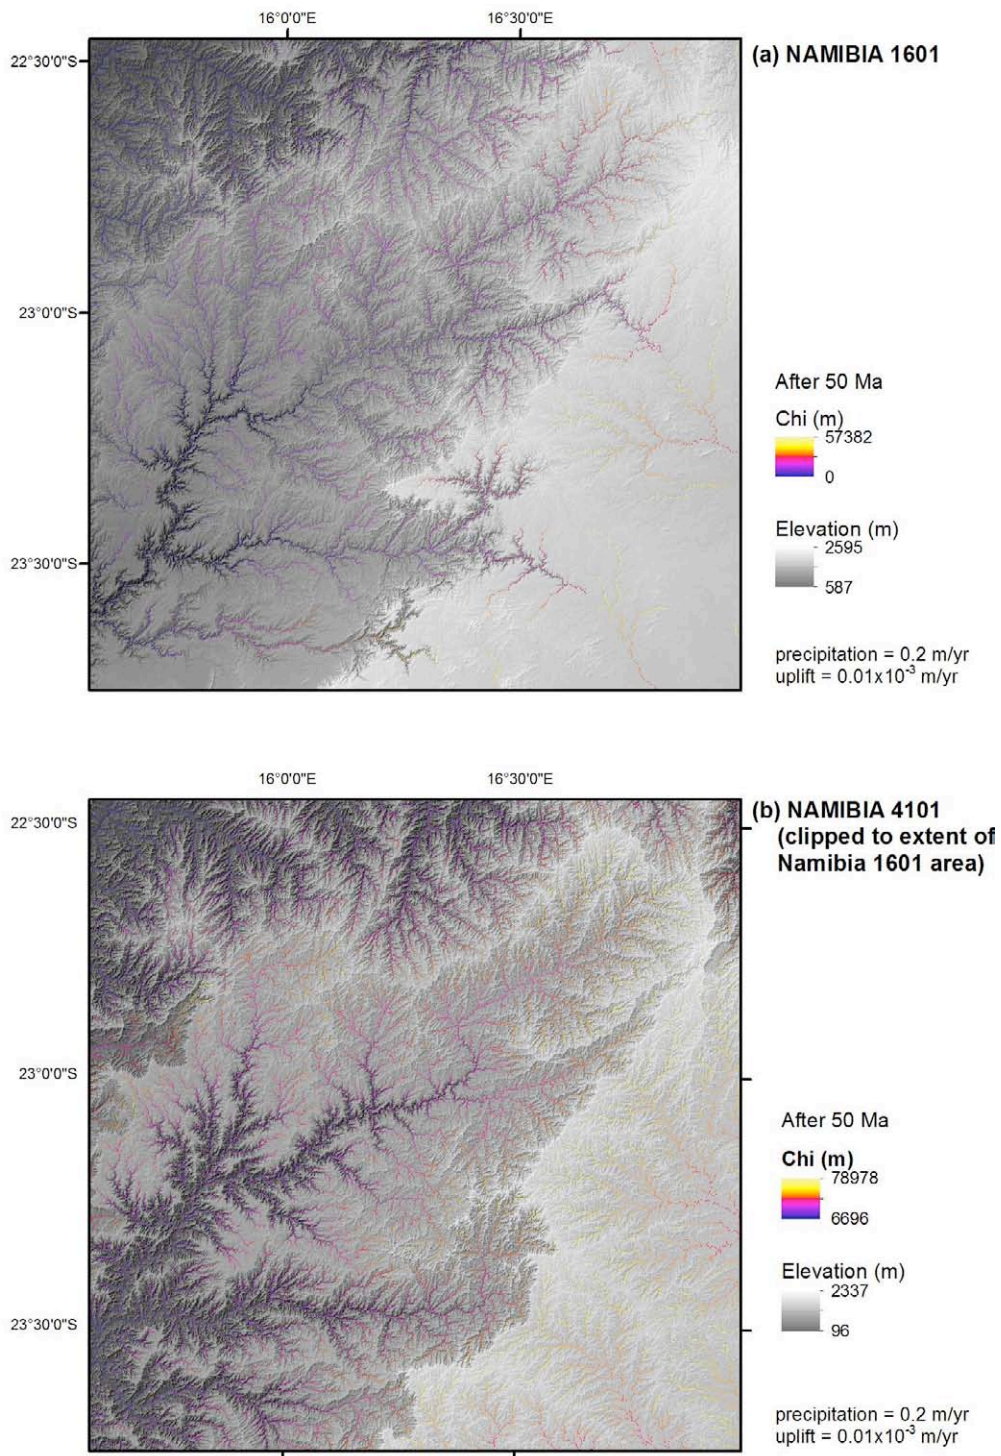 16°0'0"E 16°30'0"E
22°30'0"S
(a) NAMIBIA 1601
23°0'0"S
After 50 Ma
Chi (m)
57382
0
Elevation (m)
2595
587
23°30'0"S
precipitation = 0.2 m/yr
uplift = 0.01x10⁻³ m/yr
16°0'0"E 16°30'0"E
22°30'0"S
(b) NAMIBIA 4101
(clipped to extent of
Namibia 1601 area)
23°0'0"S
After 50 Ma
Chi (m)
78978
6696
Elevation (m)
2337
96
23°30'0"S
precipitation = 0.2 m/yr
uplift = 0.01x10⁻³ m/yr